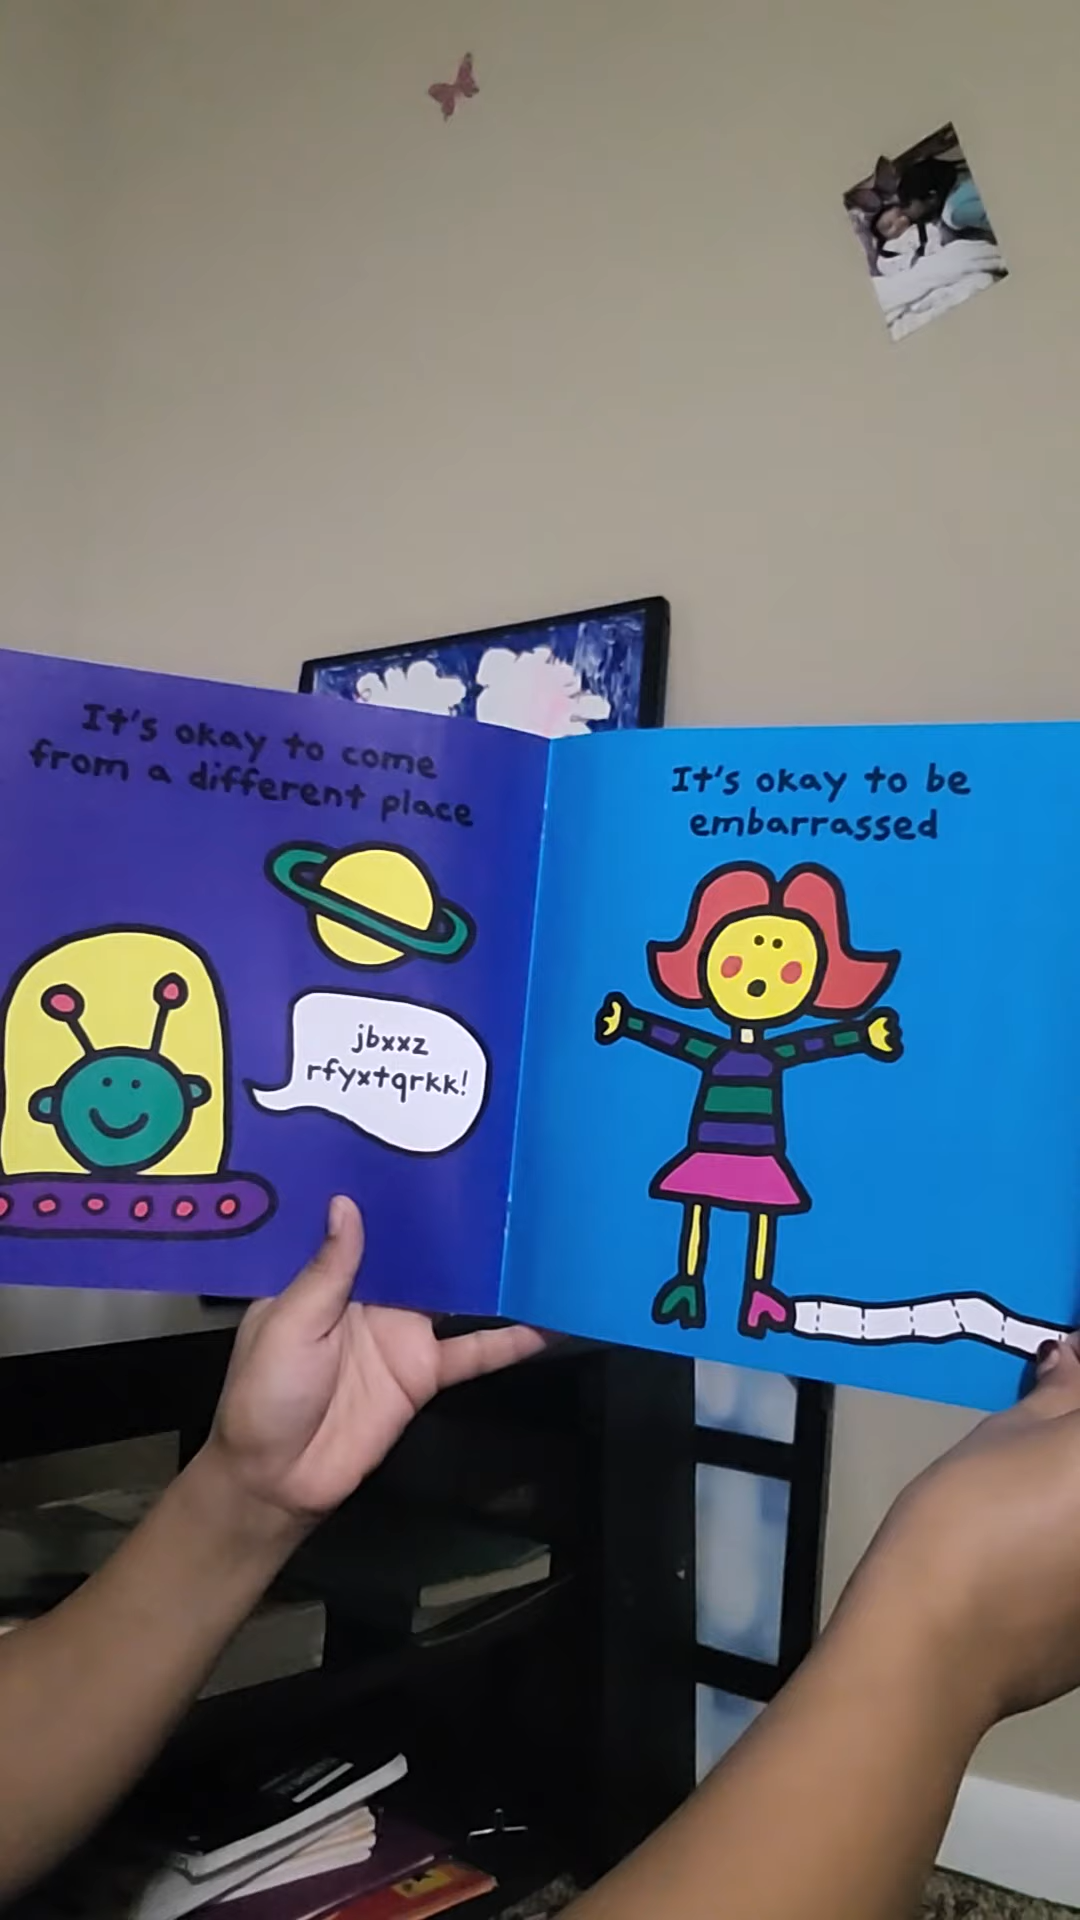 It's okay to come
from a different place
jbxxz
rfyxtqrkk!
It's okay to be
embarrassed